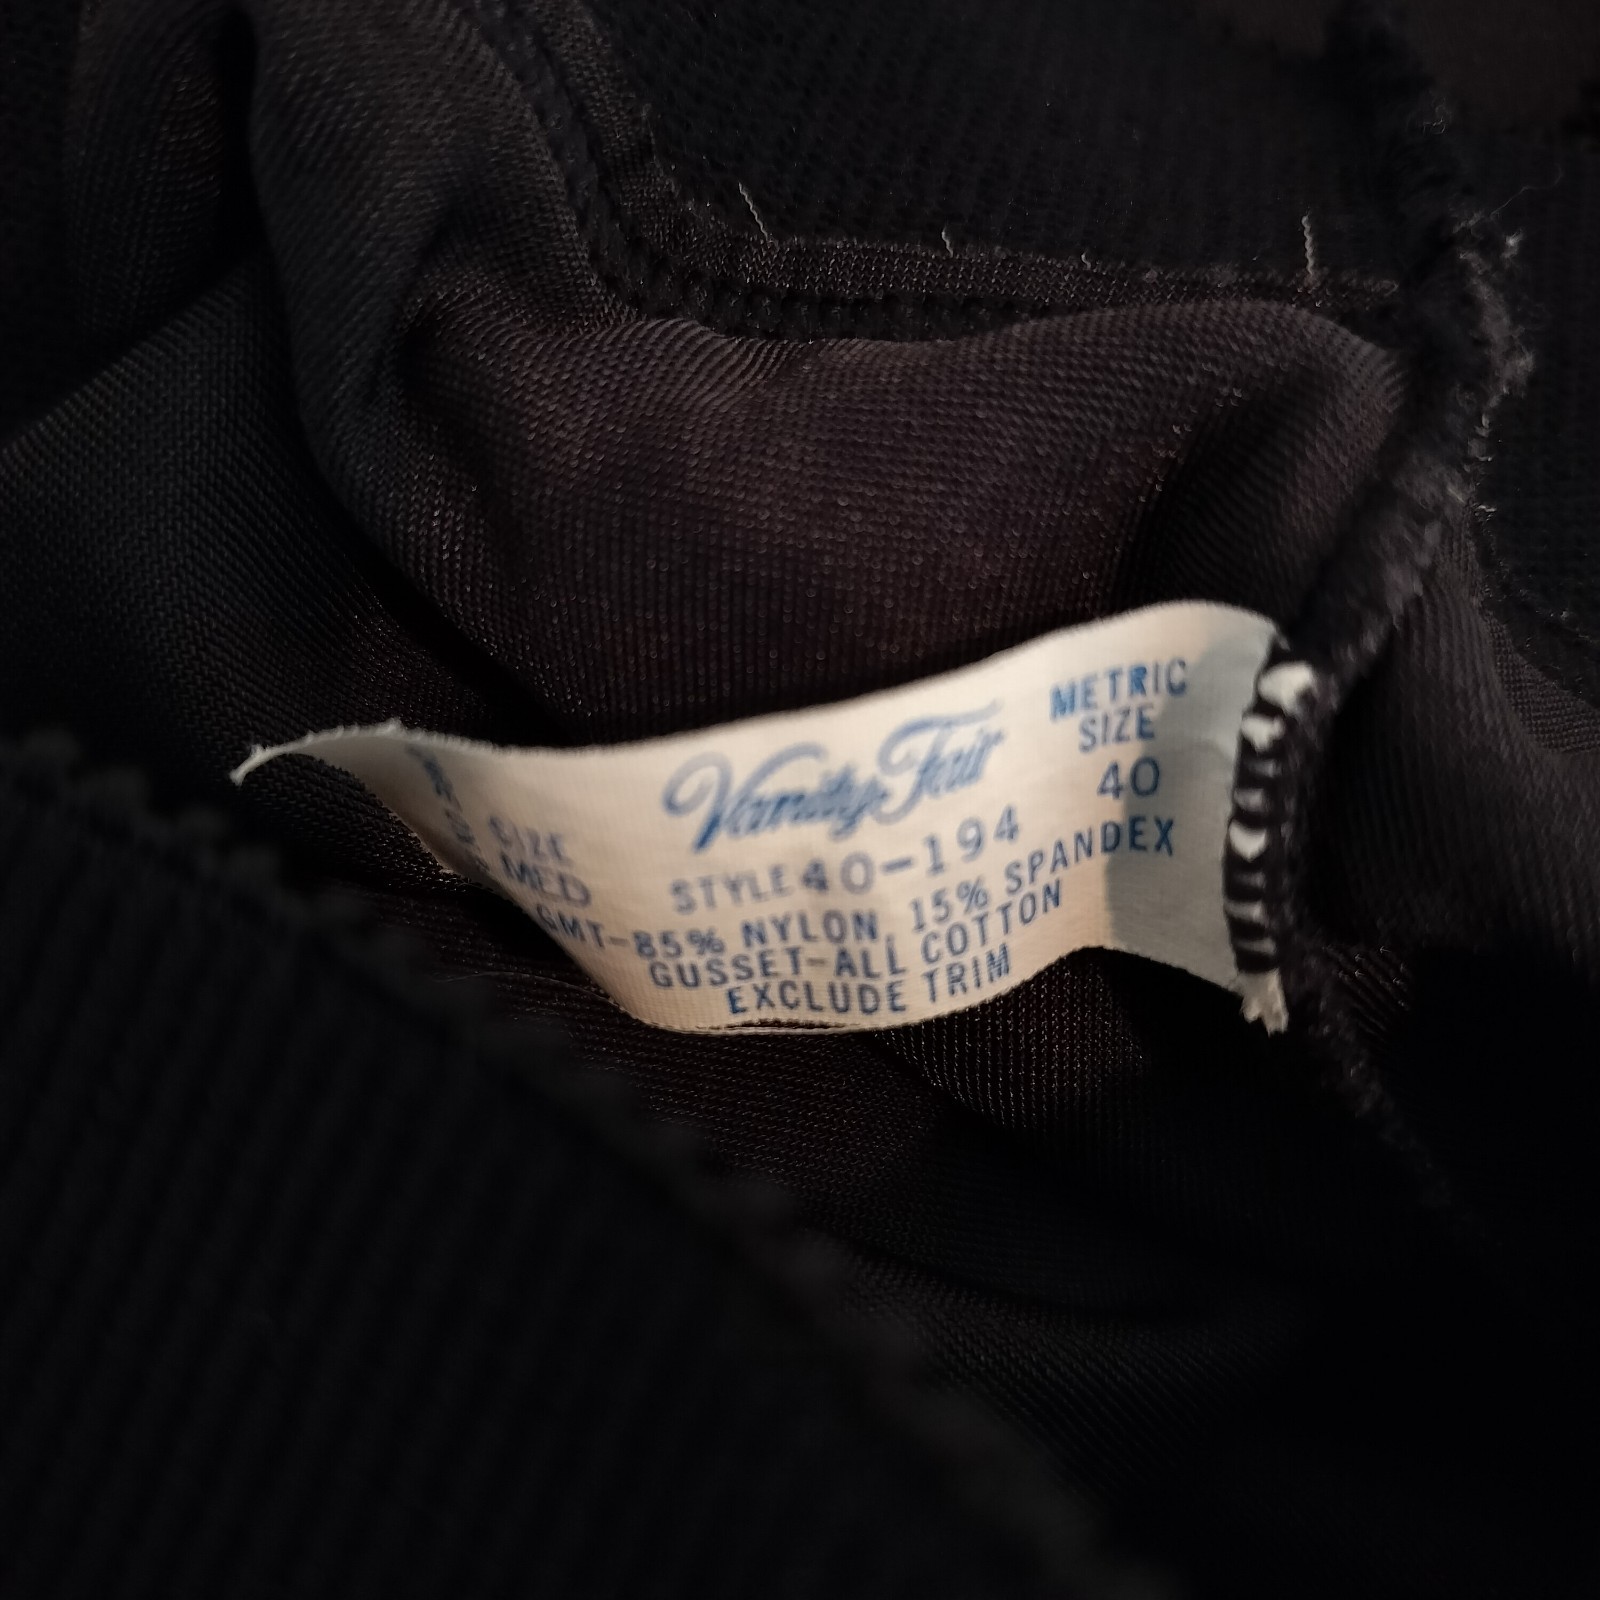 Vanity Fair
METRIC
SIZE
40
SIZE
MED
STYLE 40-194
GMT-85% NYLON, 15% SPANDEX
GUSSET-ALL COTTON
EXCLUDE TRIM